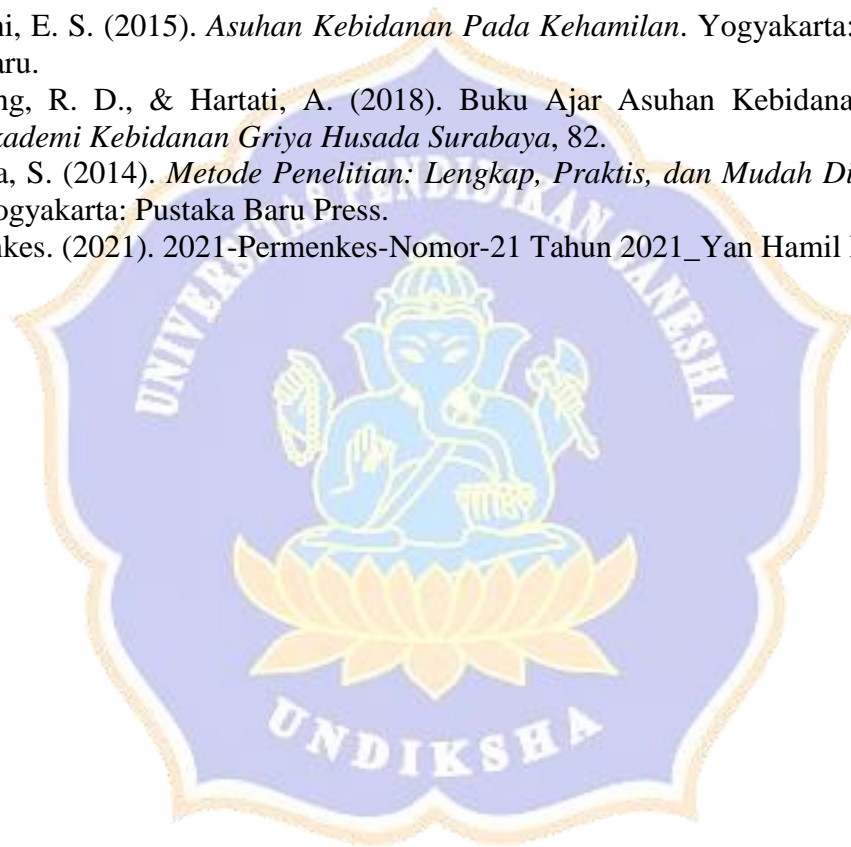 ni, E. S. (2015). Asuhan Kebidanan Pada Kehamilan. Yogyakarta:
aru.
ng, R. D., & Hartati, A. (2018). Buku Ajar Asuhan Kebidana
kademi Kebidanan Griya Husada Surabaya, 82.
a, S. (2014). Metode Penelitian: Lengkap, Praktis, dan Mudah Di
ogyakarta: Pustaka Baru Press.
nkes. (2021). 2021-Permenkes-Nomor-21 Tahun 2021_Yan Hamil
UNIVERSITAS PENDIDIKAN GANESHA
UNDIKSHA